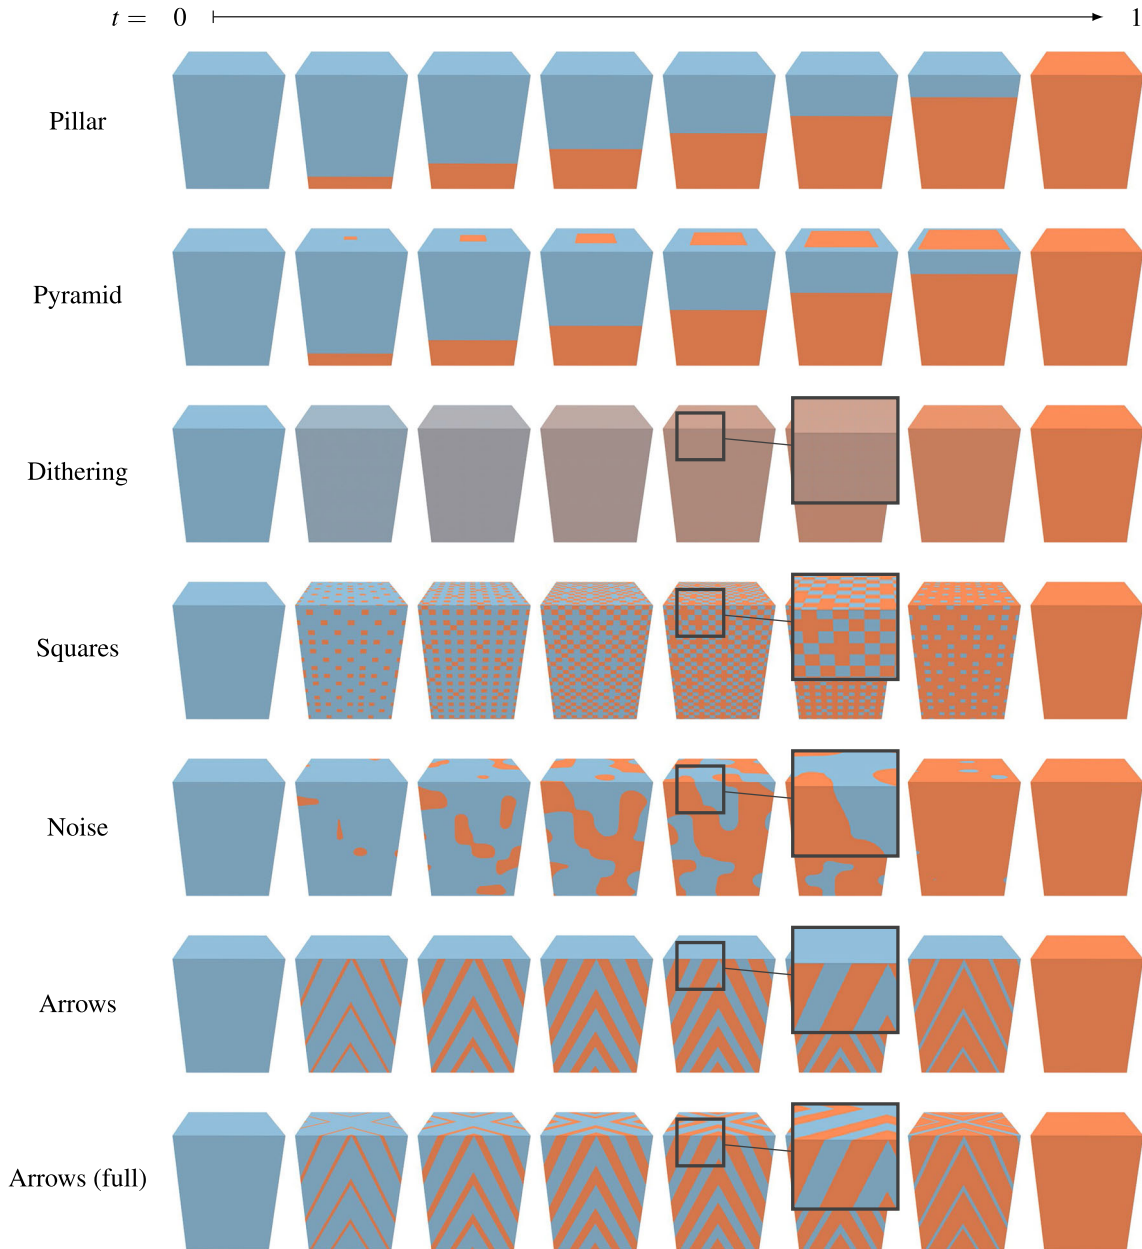 t = 0 1
Pillar
Pyramid
Dithering
Squares
Noise
Arrows
Arrows (full)